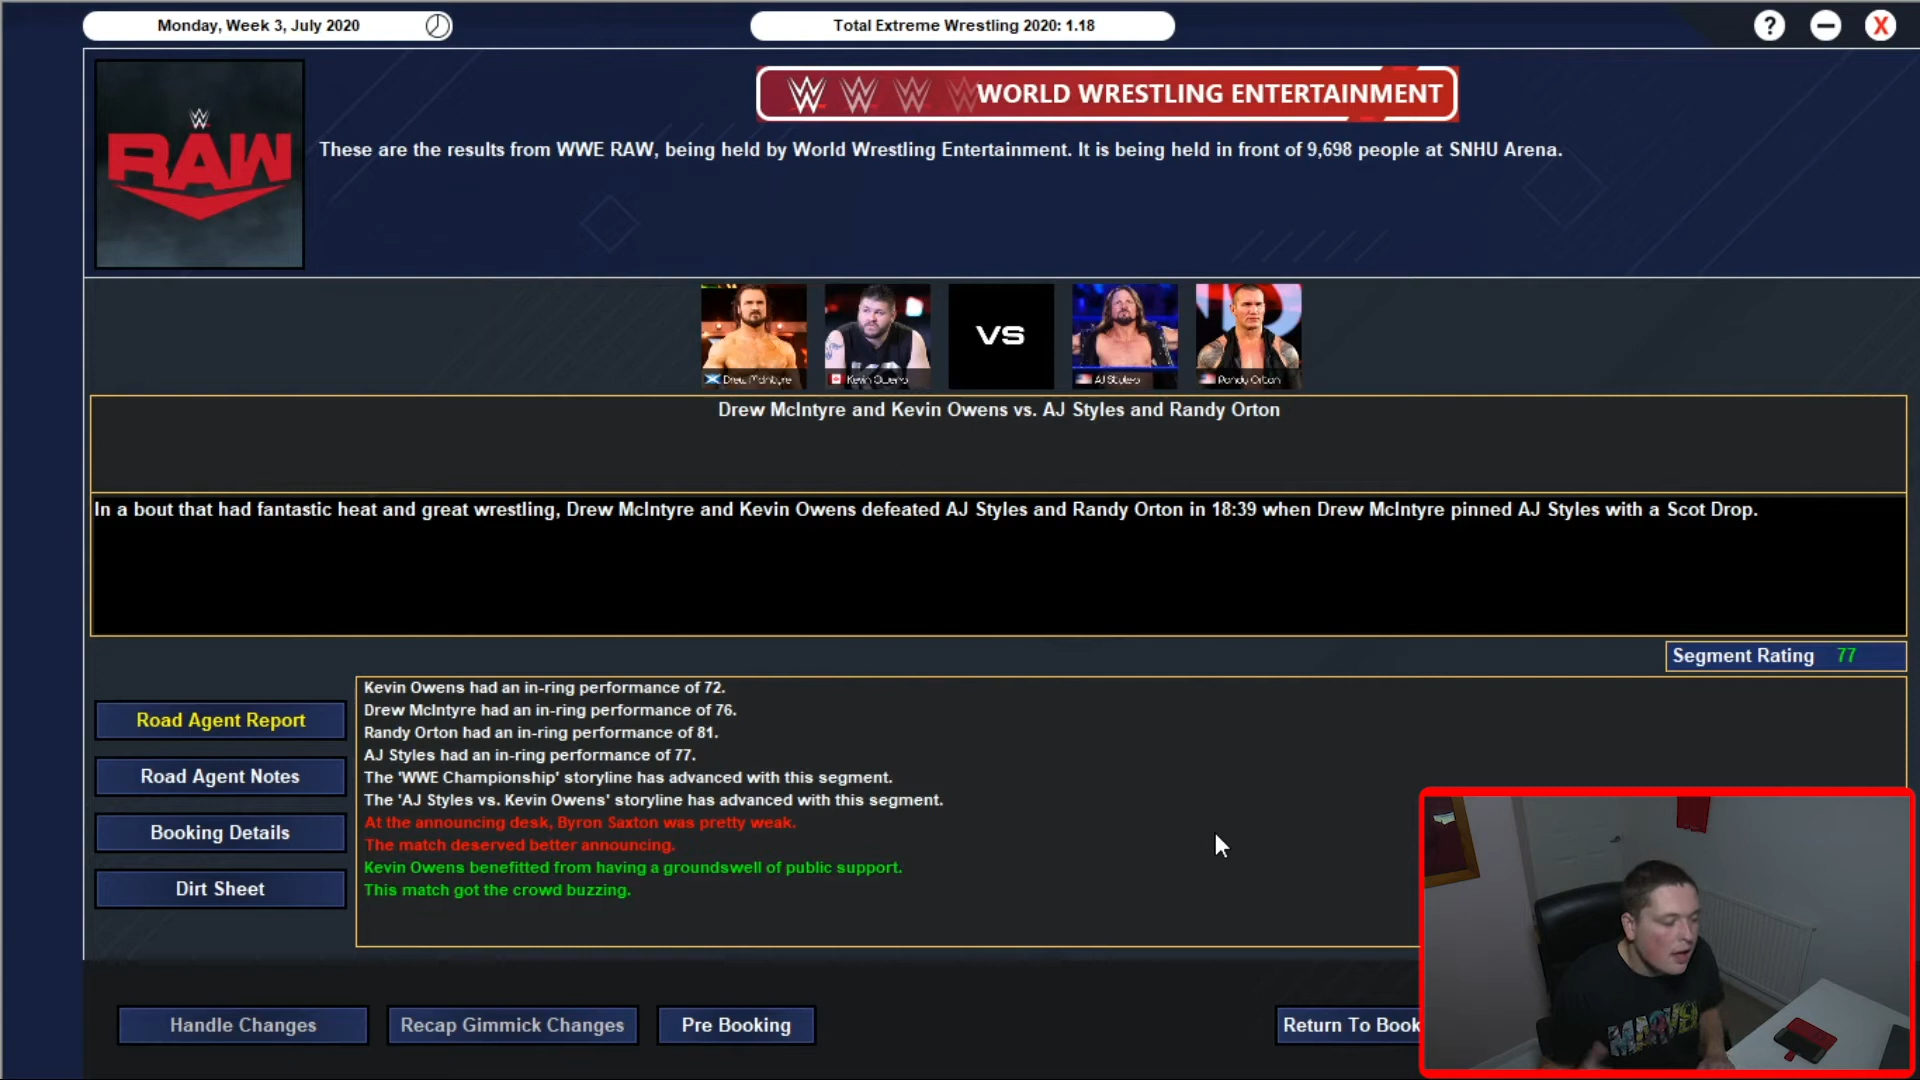 Monday, Week 3, July 2020
Total Extreme Wrestling 2020: 1.18
?
X
WORLD WRESTLING ENTERTAINMENT
RAW
These are the results from WWE RAW, being held by World Wrestling Entertainment. It is being held in front of 9,698 people at SNHU Arena.
VS
Drew McIntyre
Kevin Owens
AJ Styles
Randy Orton
Drew McIntyre and Kevin Owens vs. AJ Styles and Randy Orton
In a bout that had fantastic heat and great wrestling, Drew McIntyre and Kevin Owens defeated AJ Styles and Randy Orton in 18:39 when Drew McIntyre pinned AJ Styles with a Scot Drop.
Segment Rating 77
Road Agent Report
Road Agent Notes
Booking Details
Dirt Sheet
Kevin Owens had an in-ring performance of 72.
Drew McIntyre had an in-ring performance of 76.
Randy Orton had an in-ring performance of 81.
AJ Styles had an in-ring performance of 77.
The 'WWE Championship' storyline has advanced with this segment.
The 'AJ Styles vs. Kevin Owens' storyline has advanced with this segment.
At the announcing desk, Byron Saxton was pretty weak.
The match deserved better announcing.
Kevin Owens benefitted from having a groundswell of public support.
This match got the crowd buzzing.
Handle Changes
Recap Gimmick Changes
Pre Booking
Return To Book
MARVEL